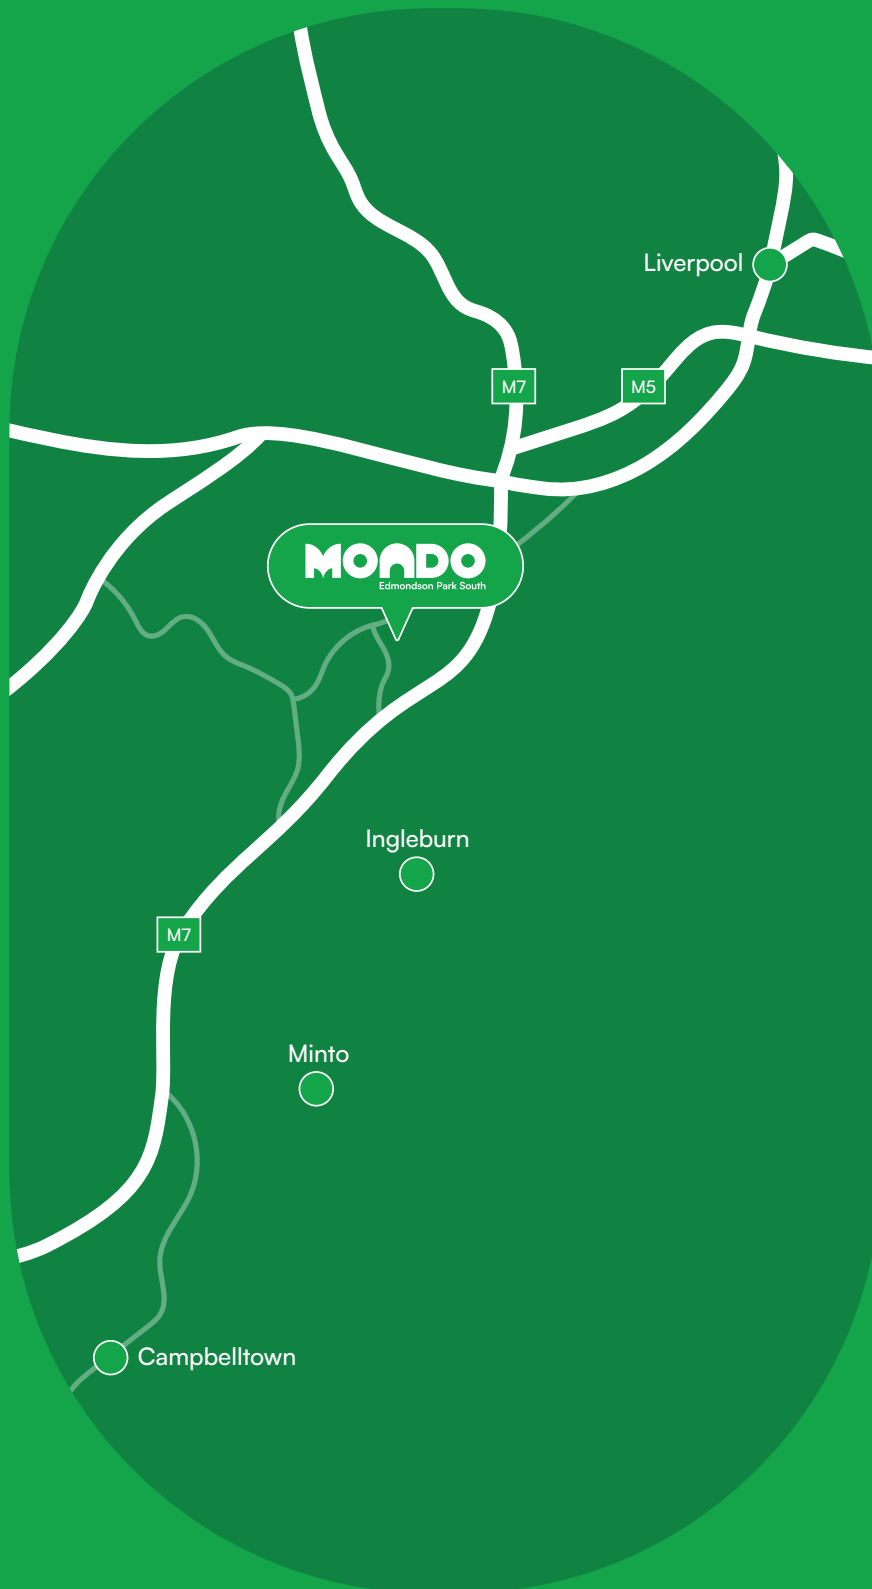 Liverpool
M7
M5
MONDO
Edmondson Park South
Ingleburn
M7
Minto
Campbelltown